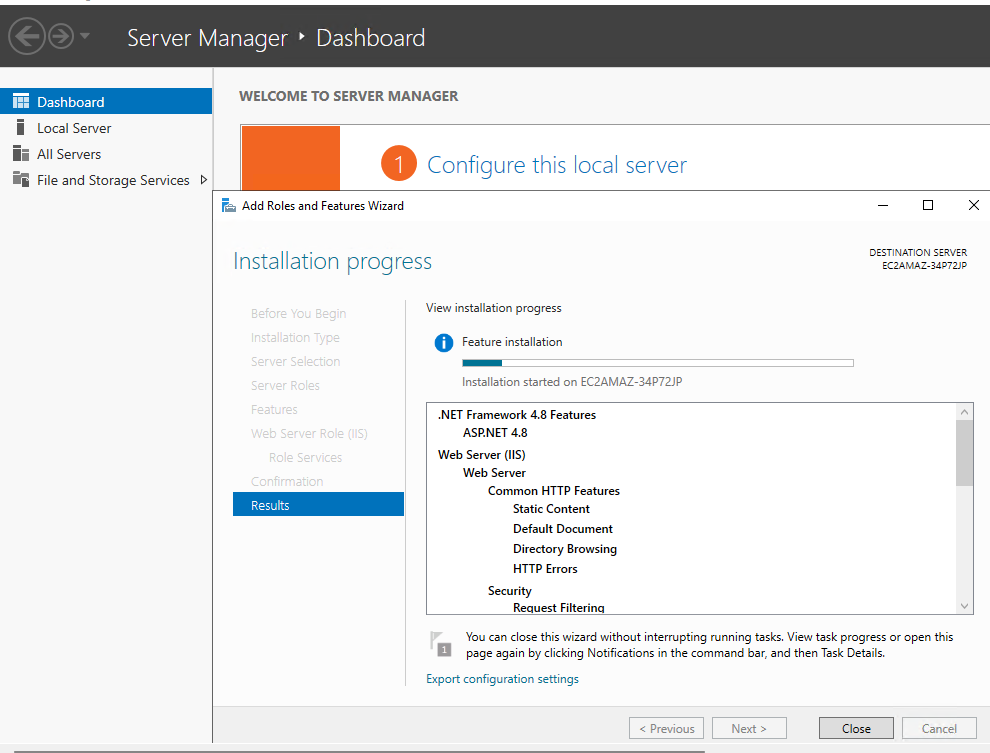 Server Manager ‣ Dashboard
Dashboard
Local Server
All Servers
File and Storage Services
WELCOME TO SERVER MANAGER
1 Configure this local server
Add Roles and Features Wizard
Installation progress
DESTINATION SERVER
EC2AMAZ-34P72JP
Before You Begin
Installation Type
Server Selection
Server Roles
Features
Web Server Role (IIS)
Role Services
Confirmation
Results
View installation progress
Feature installation
Installation started on EC2AMAZ-34P72JP
.NET Framework 4.8 Features
ASP.NET 4.8
Web Server (IIS)
Web Server
Common HTTP Features
Static Content
Default Document
Directory Browsing
HTTP Errors
Security
Request Filtering
1
You can close this wizard without interrupting running tasks. View task progress or open this
page again by clicking Notifications in the command bar, and then Task Details.
Export configuration settings
< Previous
Next >
Close
Cancel